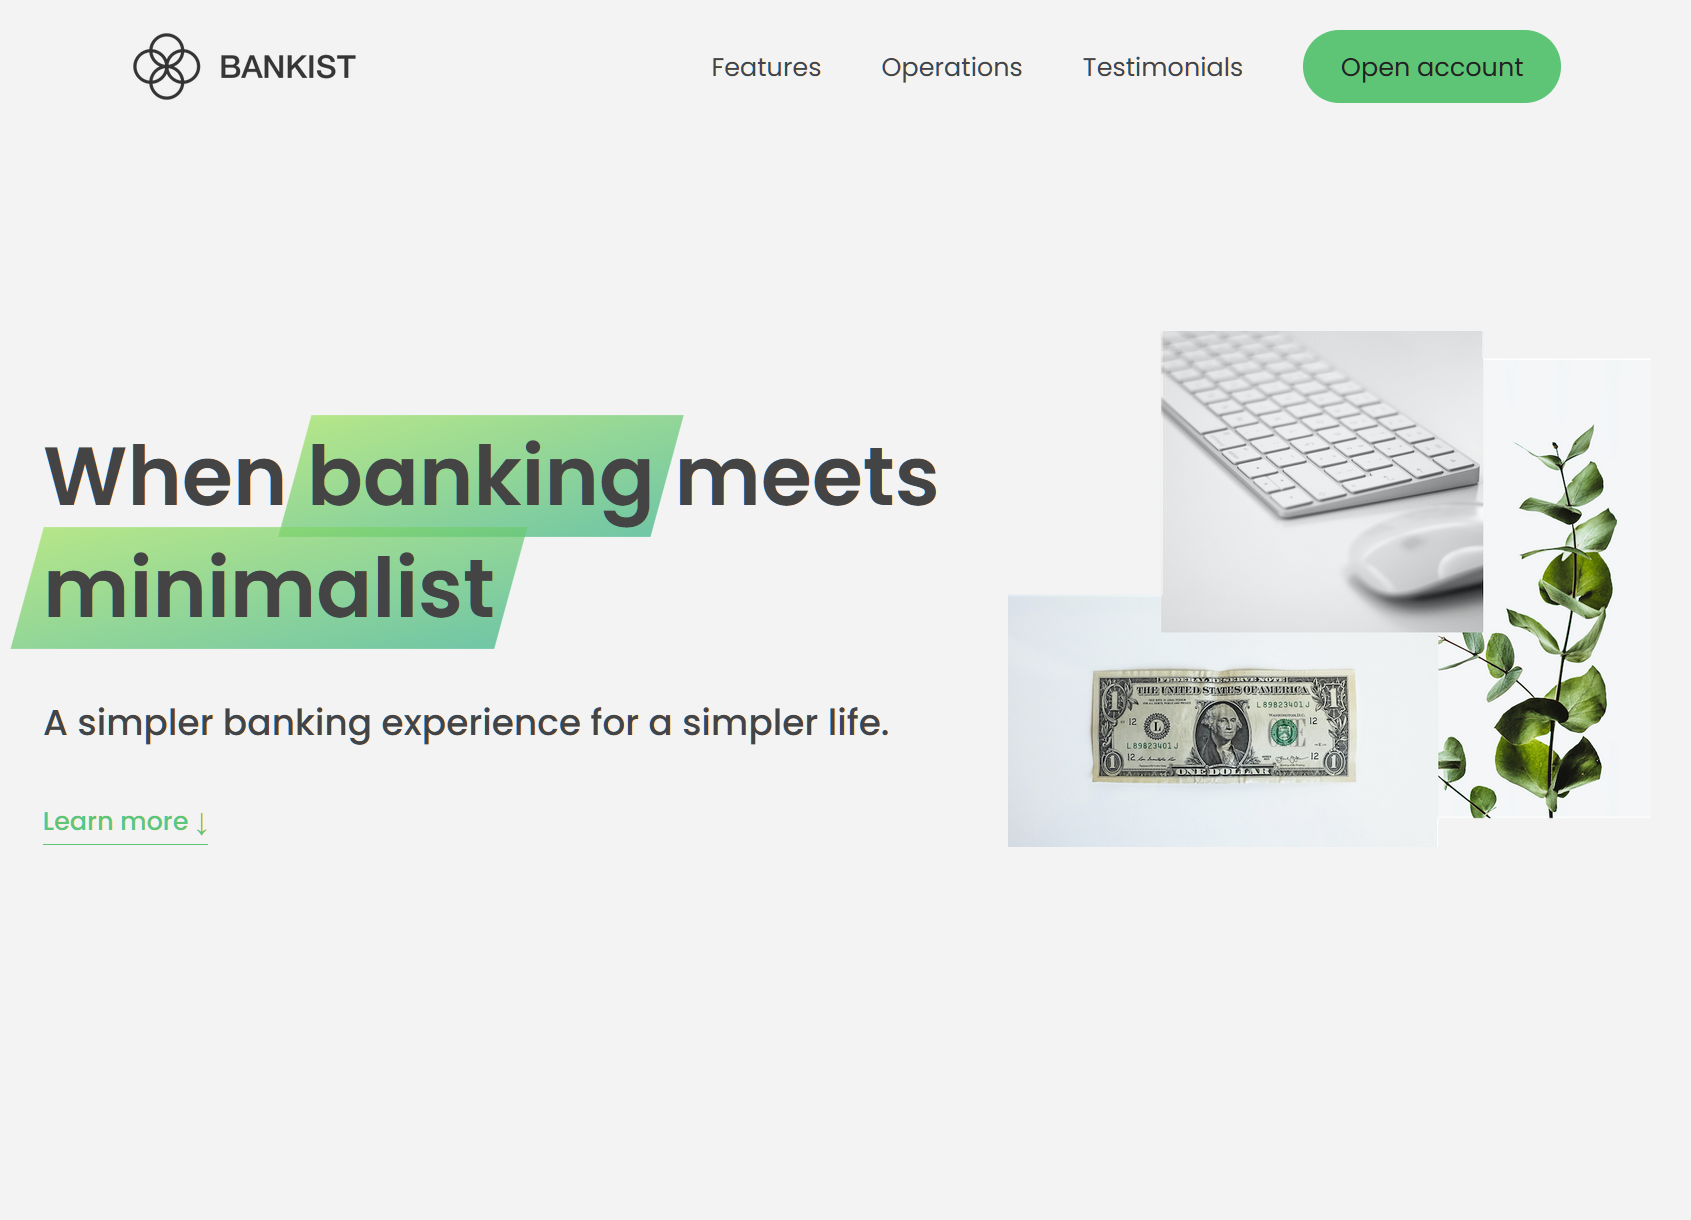 BANKIST
Features
Operations
Testimonials
Open account
When banking meets
minimalist
A simpler banking experience for a simpler life.
Learn more ↓
FEDERAL RESERVE NOTE
THE UNITED STATES OF AMERICA
L 89823401 J
WASHINGTON, D.C.
12
12
L
L 89823401 J
12
12
1
1
1
1
ONE DOLLAR